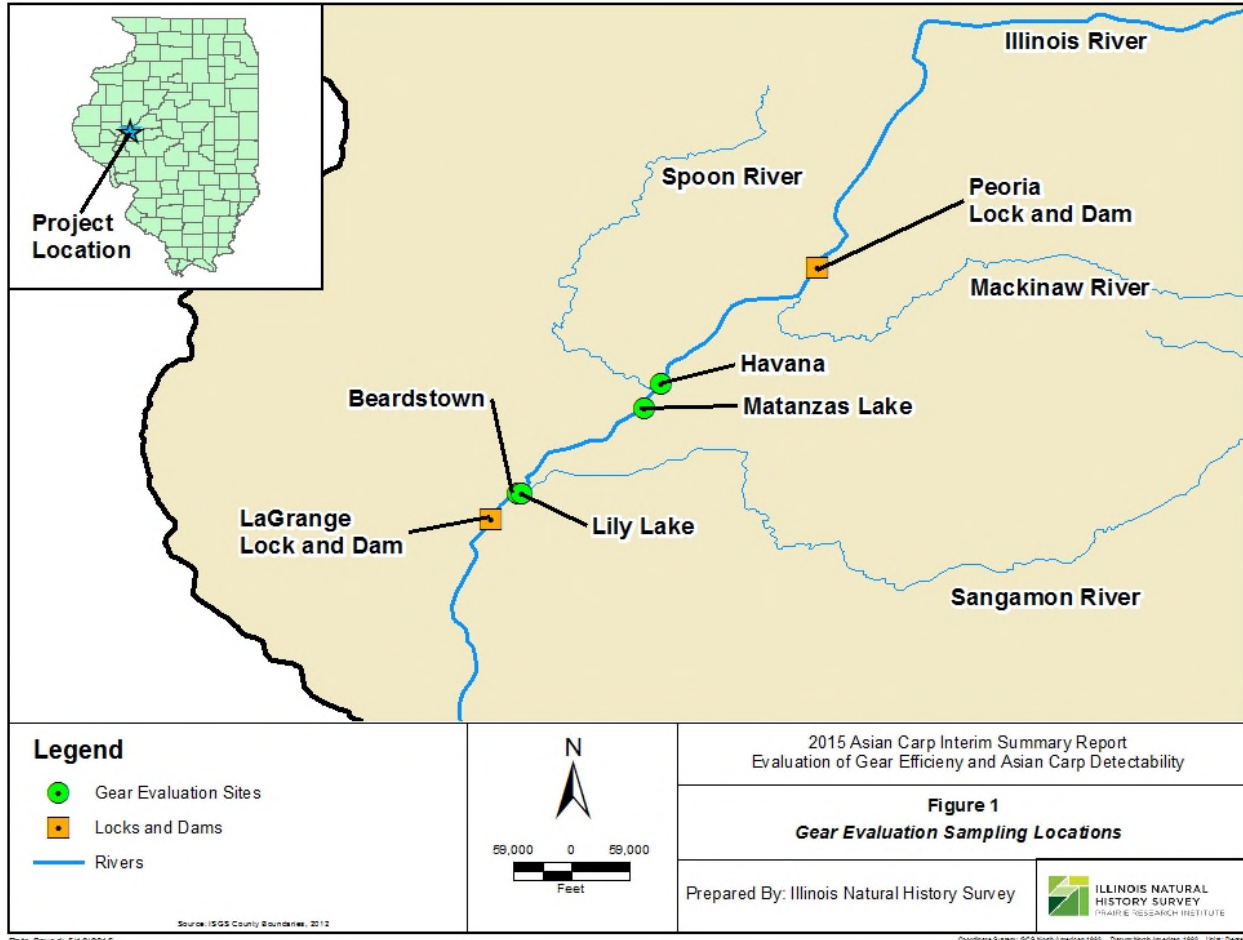 Illinois River
Spoon River
Peoria
Lock and Dam
Project
Location
Mackinaw River
Havana
Beardstown
Matanzas Lake
LaGrange
Lock and Dam
Lily Lake
Sangamon River
Legend
Gear Evaluation Sites
Locks and Dams
Rivers
Source: ISGS County Boundaries, 2012
N
59,000 0 59,000
Feet
2015 Asian Carp Interim Summary Report
Evaluation of Gear Efficieny and Asian Carp Detectability
Figure 1
Gear Evaluation Sampling Locations
Prepared By: Illinois Natural History Survey
ILLINOIS NATURAL
HISTORY SURVEY
PRAIRIE RESEARCH INSTITUTE